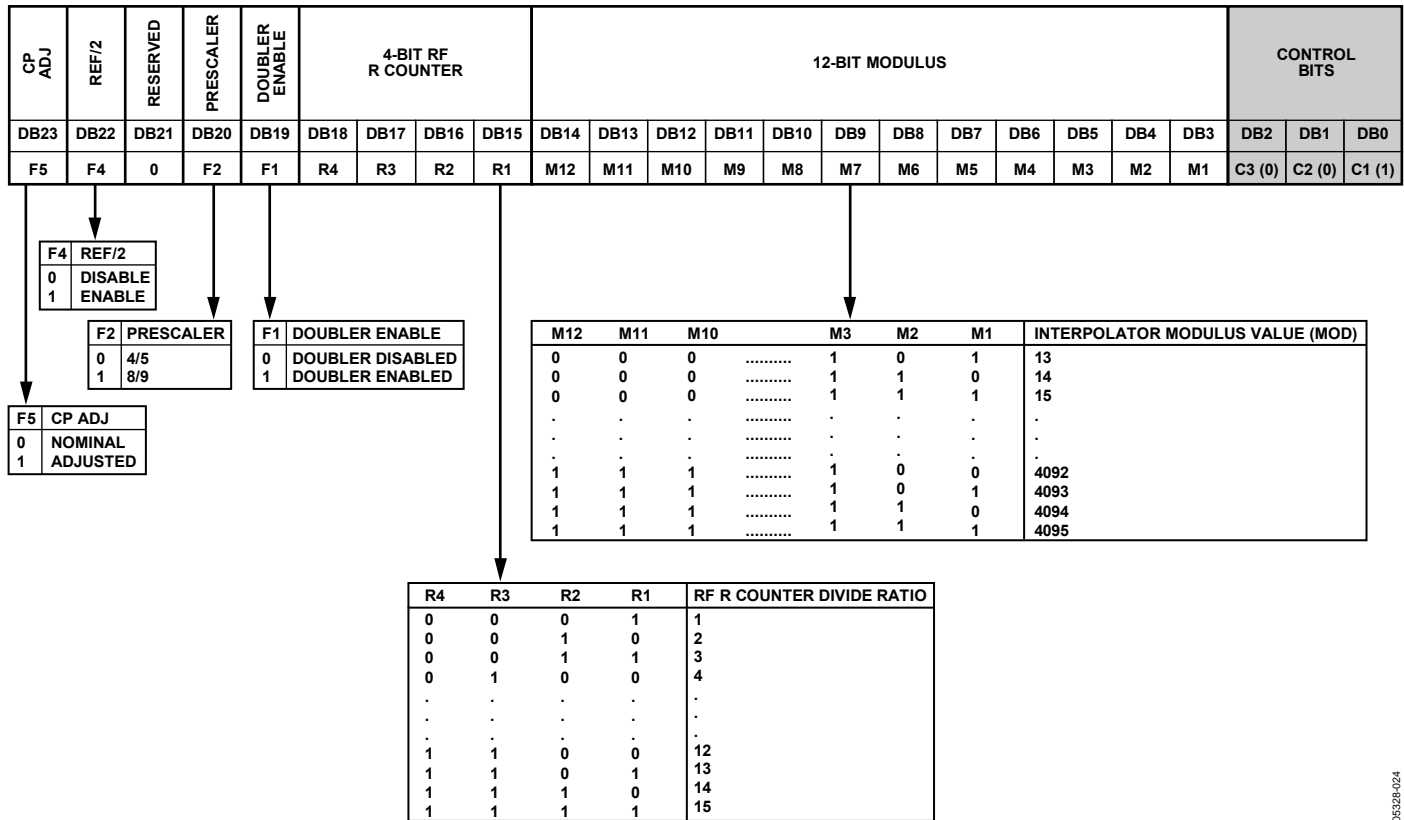 CP ADJ
REF/2
RESERVED
PRESCALER
DOUBLER ENABLE
4-BIT RF
R COUNTER
12-BIT MODULUS
CONTROL
BITS
DB23 DB22 DB21 DB20 DB19 DB18 DB17 DB16 DB15 DB14 DB13 DB12 DB11 DB10 DB9 DB8 DB7 DB6 DB5 DB4 DB3 DB2 DB1 DB0
F5 F4 0 F2 F1 R4 R3 R2 R1 M12 M11 M10 M9 M8 M7 M6 M5 M4 M3 M2 M1 C3 (0) C2 (0) C1 (1)
F4 REF/2
0 DISABLE
1 ENABLE
F2 PRESCALER
0 4/5
1 8/9
F1 DOUBLER ENABLE
0 DOUBLER DISABLED
1 DOUBLER ENABLED
F5 CP ADJ
0 NOMINAL
1 ADJUSTED
M12 M11 M10 M3 M2 M1 INTERPOLATOR MODULUS VALUE (MOD)
0 0 0 .......... 1 0 1 13
0 0 0 .......... 1 1 0 14
0 0 0 .......... 1 1 1 15
. . . .......... . . . .
. . . .......... . . . .
. . . .......... . . . .
1 1 1 .......... 1 0 0 4092
1 1 1 .......... 1 0 1 4093
1 1 1 .......... 1 1 0 4094
1 1 1 .......... 1 1 1 4095
R4 R3 R2 R1 RF R COUNTER DIVIDE RATIO
0 0 0 1 1
0 0 1 0 2
0 0 1 1 3
0 1 0 0 4
. . . . .
. . . . .
. . . . .
1 1 0 0 12
1 1 0 1 13
1 1 1 0 14
1 1 1 1 15
05328-024